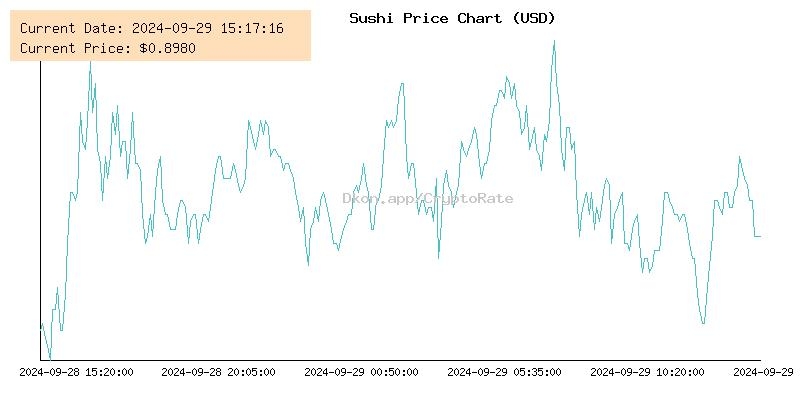 Sushi Price Chart (USD)
Current Date: 2024-09-29 15:17:16
Current Price: $0.8980
Dkon.app/CryptoRate
2024-09-28 15:20:00 2024-09-28 20:05:00 2024-09-29 00:50:00 2024-09-29 05:35:00 2024-09-29 10:20:00 2024-09-29